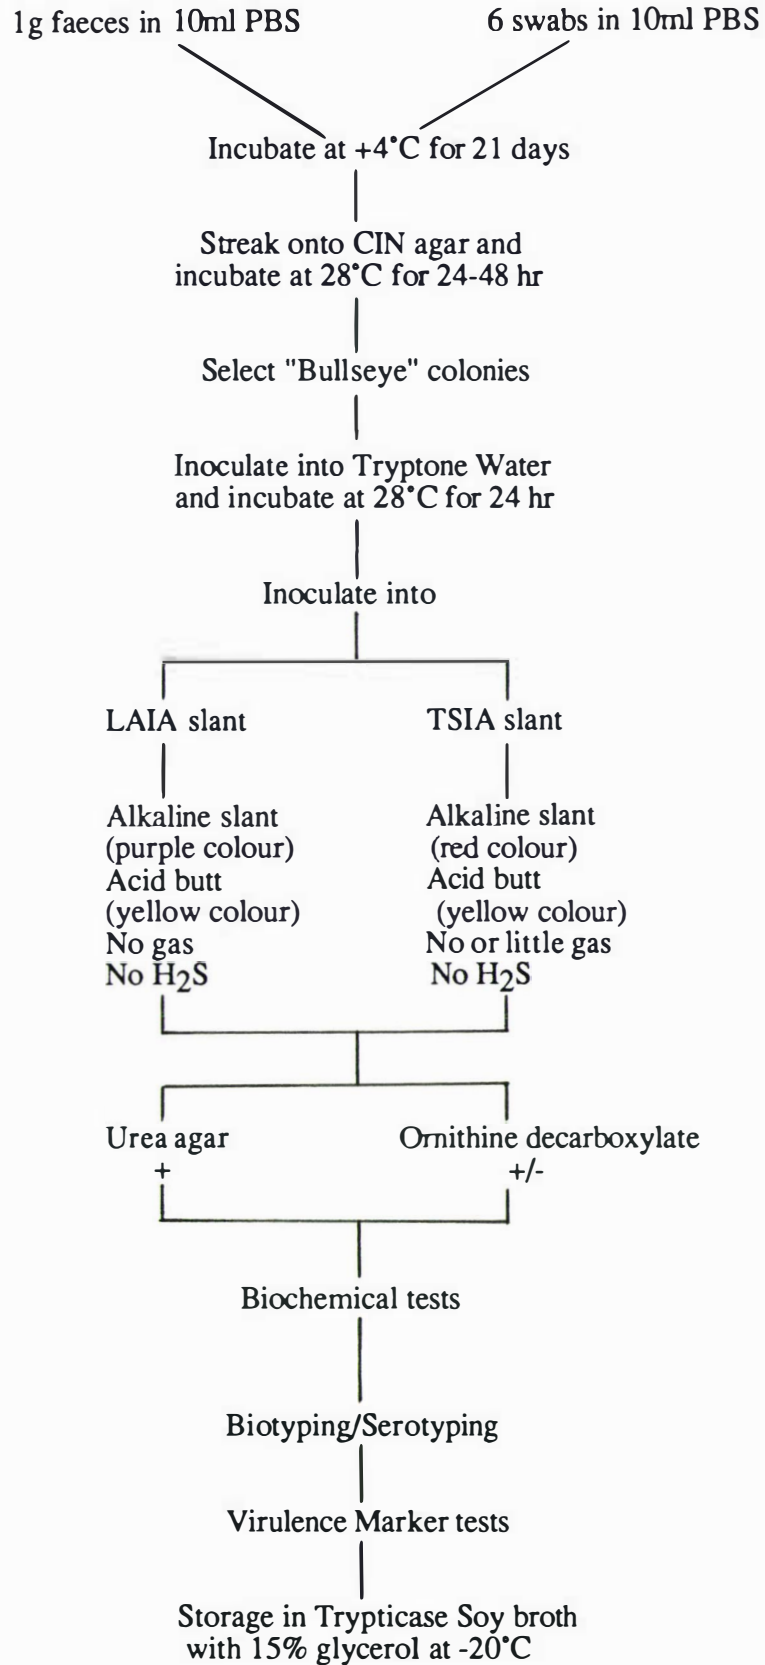 1g faeces in 10ml PBS
6 swabs in 10ml PBS
Incubate at +4°C for 21 days
Streak onto CIN agar and
incubate at 28°C for 24-48 hr
Select "Bullseye" colonies
Inoculate into Tryptone Water
and incubate at 28°C for 24 hr
Inoculate into
LAIA slant
TSIA slant
Alkaline slant
(purple colour)
Acid butt
(yellow colour)
No gas
No H2S
Alkaline slant
(red colour)
Acid butt
(yellow colour)
No or little gas
No H2S
Urea agar
+
Ornithine decarboxylate
+/-
Biochemical tests
Biotyping/Serotyping
Virulence Marker tests
Storage in Trypticase Soy broth
with 15% glycerol at -20°C